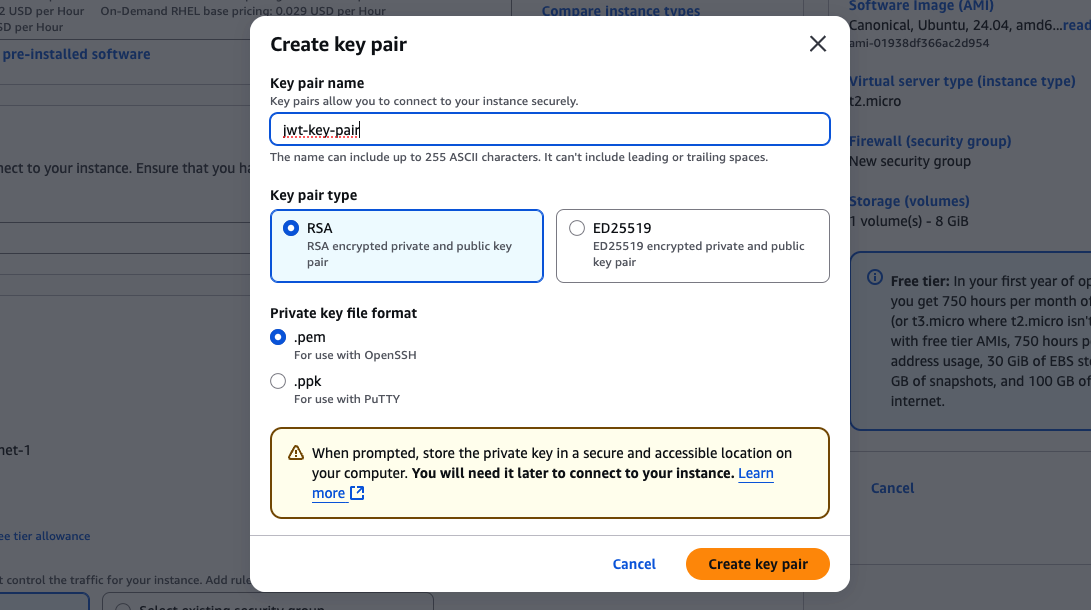 2 USD per Hour On-Demand RHEL base pricing: 0.029 USD per Hour
SD per Hour
Compare instance types
pre-installed software
nect to your instance. Ensure that you ha
net-1
ee tier allowance
t control the traffic for your instance. Add rule
Select existing security group
Create key pair
Key pair name
Key pairs allow you to connect to your instance securely.
jwt-key-pair
The name can include up to 255 ASCII characters. It can't include leading or trailing spaces.
Key pair type
RSA
RSA encrypted private and public key
pair
ED25519
ED25519 encrypted private and public
key pair
Private key file format
.pem
For use with OpenSSH
.ppk
For use with PuTTY
When prompted, store the private key in a secure and accessible location on
your computer. You will need it later to connect to your instance. Learn
more
Cancel
Create key pair
Software Image (AMI)
Canonical, Ubuntu, 24.04, amd6...read
ami-01938df366ac2d954
Virtual server type (instance type)
t2.micro
Firewall (security group)
New security group
Storage (volumes)
1 volume(s) - 8 GiB
Free tier: In your first year of op
you get 750 hours per month of
(or t3.micro where t2.micro isn't
with free tier AMIs, 750 hours p
address usage, 30 GiB of EBS st
GB of snapshots, and 100 GB of
internet.
Cancel